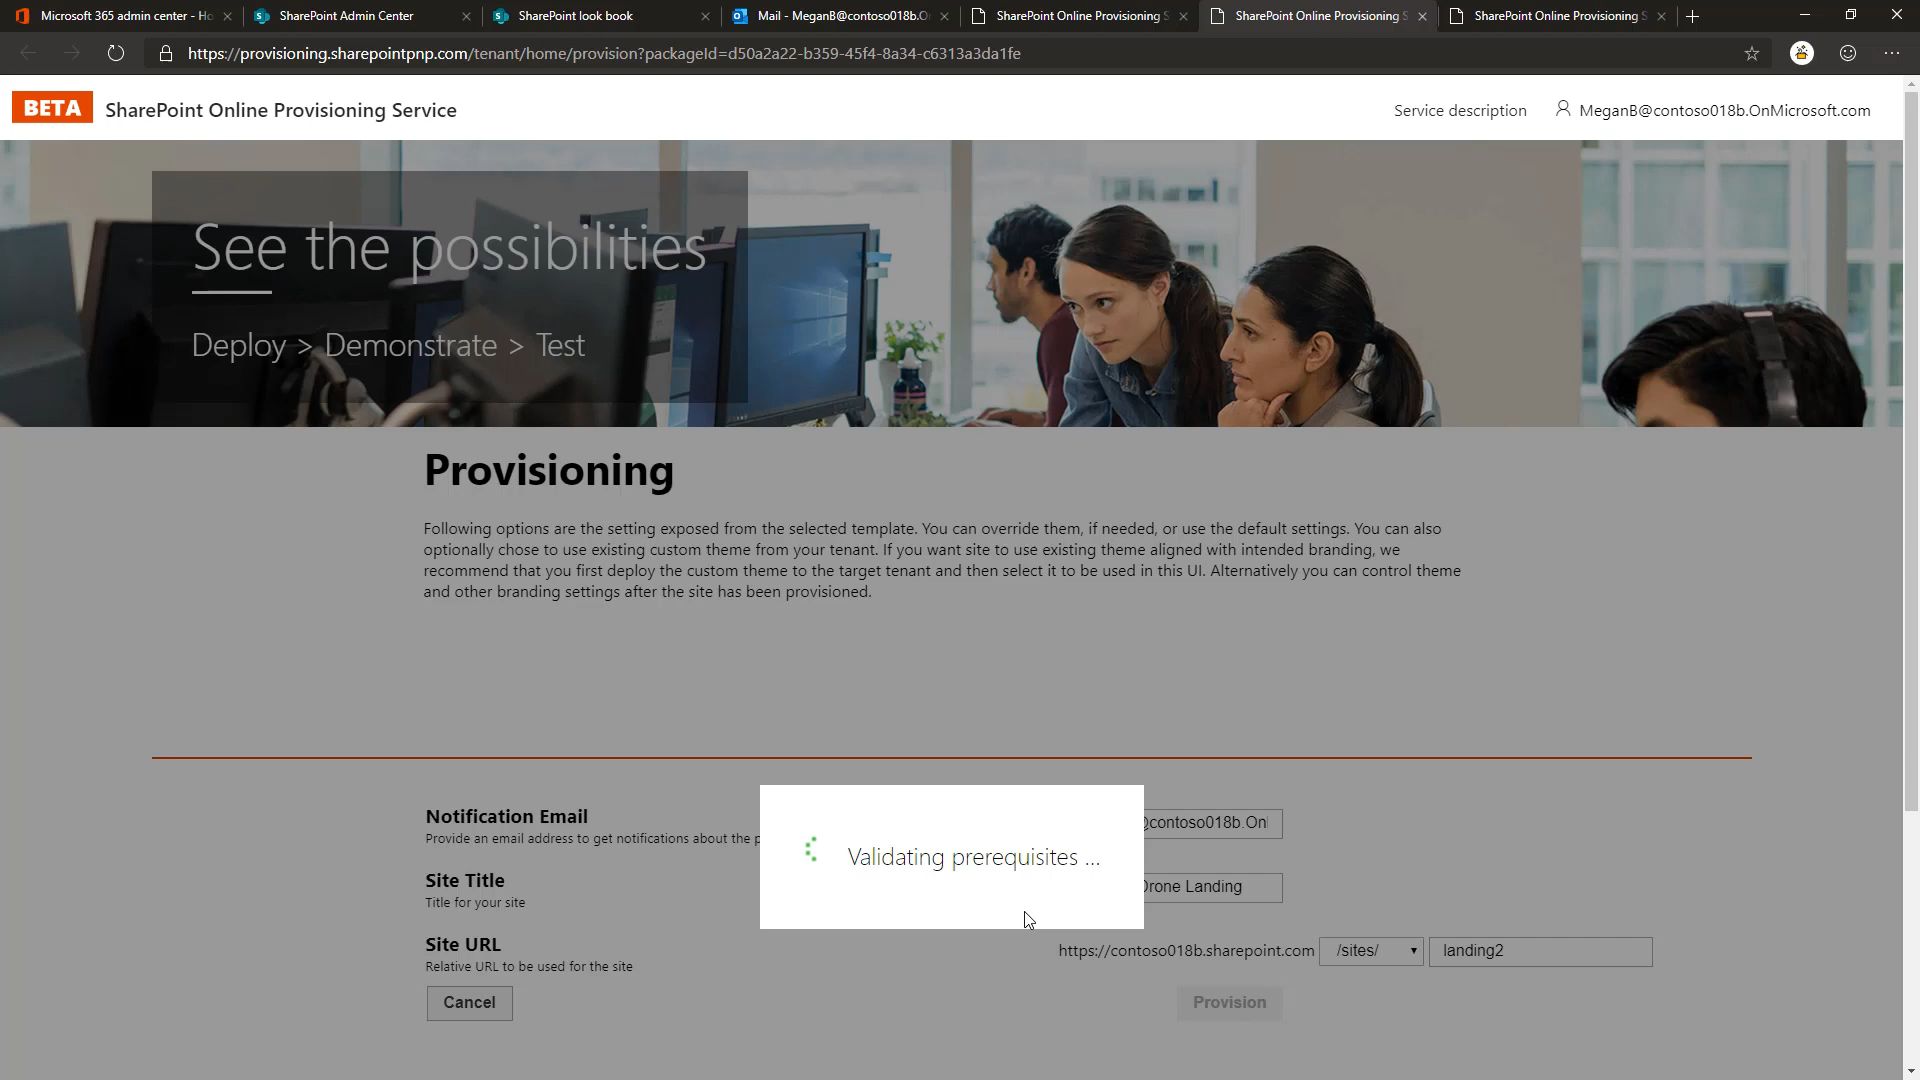 Microsoft 365 admin center - Ho
SharePoint Admin Center
SharePoint look book
Mail - MeganB@contoso018b.O
SharePoint Online Provisioning S
SharePoint Online Provisioning S
SharePoint Online Provisioning S
https://provisioning.sharepointpnp.com/tenant/home/provision?packageId=d50a2a22-b359-45f4-8a34-c6313a3da1fe
BETA SharePoint Online Provisioning Service
Service description
MeganB@contoso018b.OnMicrosoft.com
See the possibilities
Deploy > Demonstrate > Test
Provisioning
Following options are the setting exposed from the selected template. You can override them, if needed, or use the default settings. You can also
optionally chose to use existing custom theme from your tenant. If you want site to use existing theme aligned with intended branding, we
recommend that you first deploy the custom theme to the target tenant and then select it to be used in this UI. Alternatively you can control theme
and other branding settings after the site has been provisioned.
Notification Email
Provide an email address to get notifications about the p
@contoso018b.On
Validating prerequisites ...
Site Title
Title for your site
Drone Landing
Site URL
Relative URL to be used for the site
https://contoso018b.sharepoint.com /sites/ landing2
Cancel
Provision